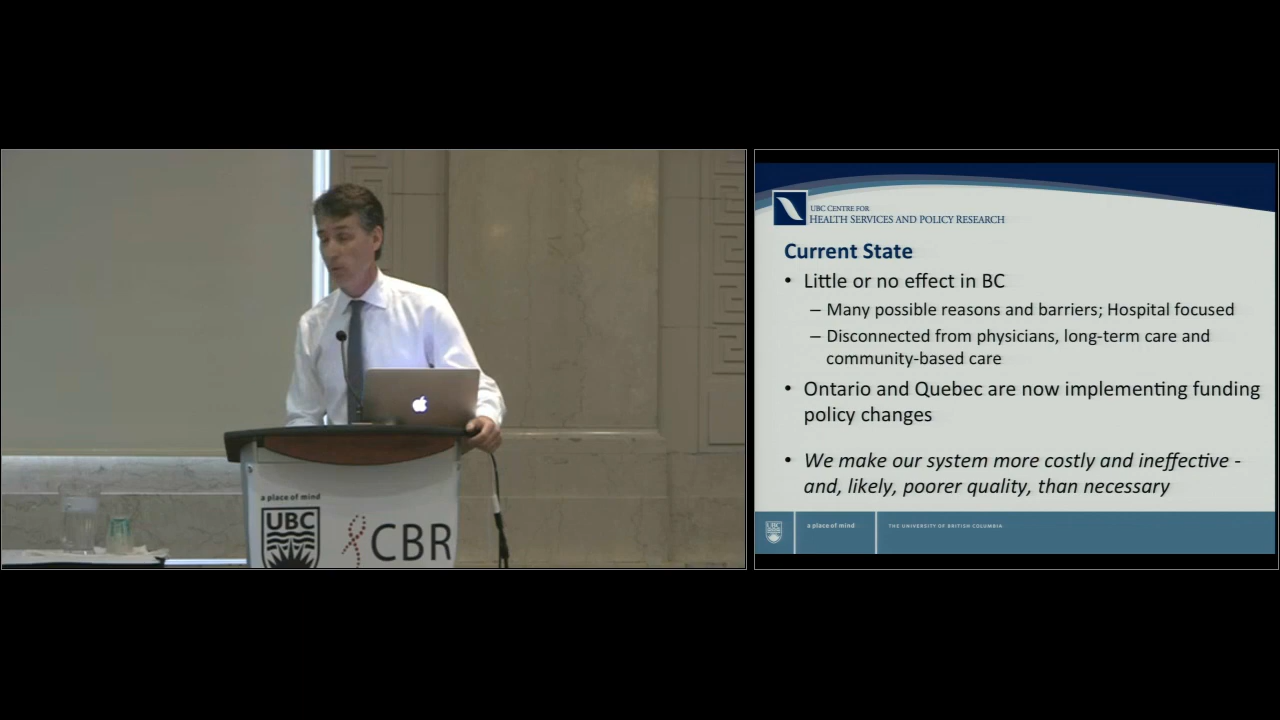 a place of mind
UBC
CBR
UBC CENTRE FOR
HEALTH SERVICES AND POLICY RESEARCH
Current State
• Little or no effect in BC
– Many possible reasons and barriers; Hospital focused
– Disconnected from physicians, long-term care and
community-based care
• Ontario and Quebec are now implementing funding
policy changes
• We make our system more costly and ineffective -
and, likely, poorer quality, than necessary
UBC
a place of mind
THE UNIVERSITY OF BRITISH COLUMBIA